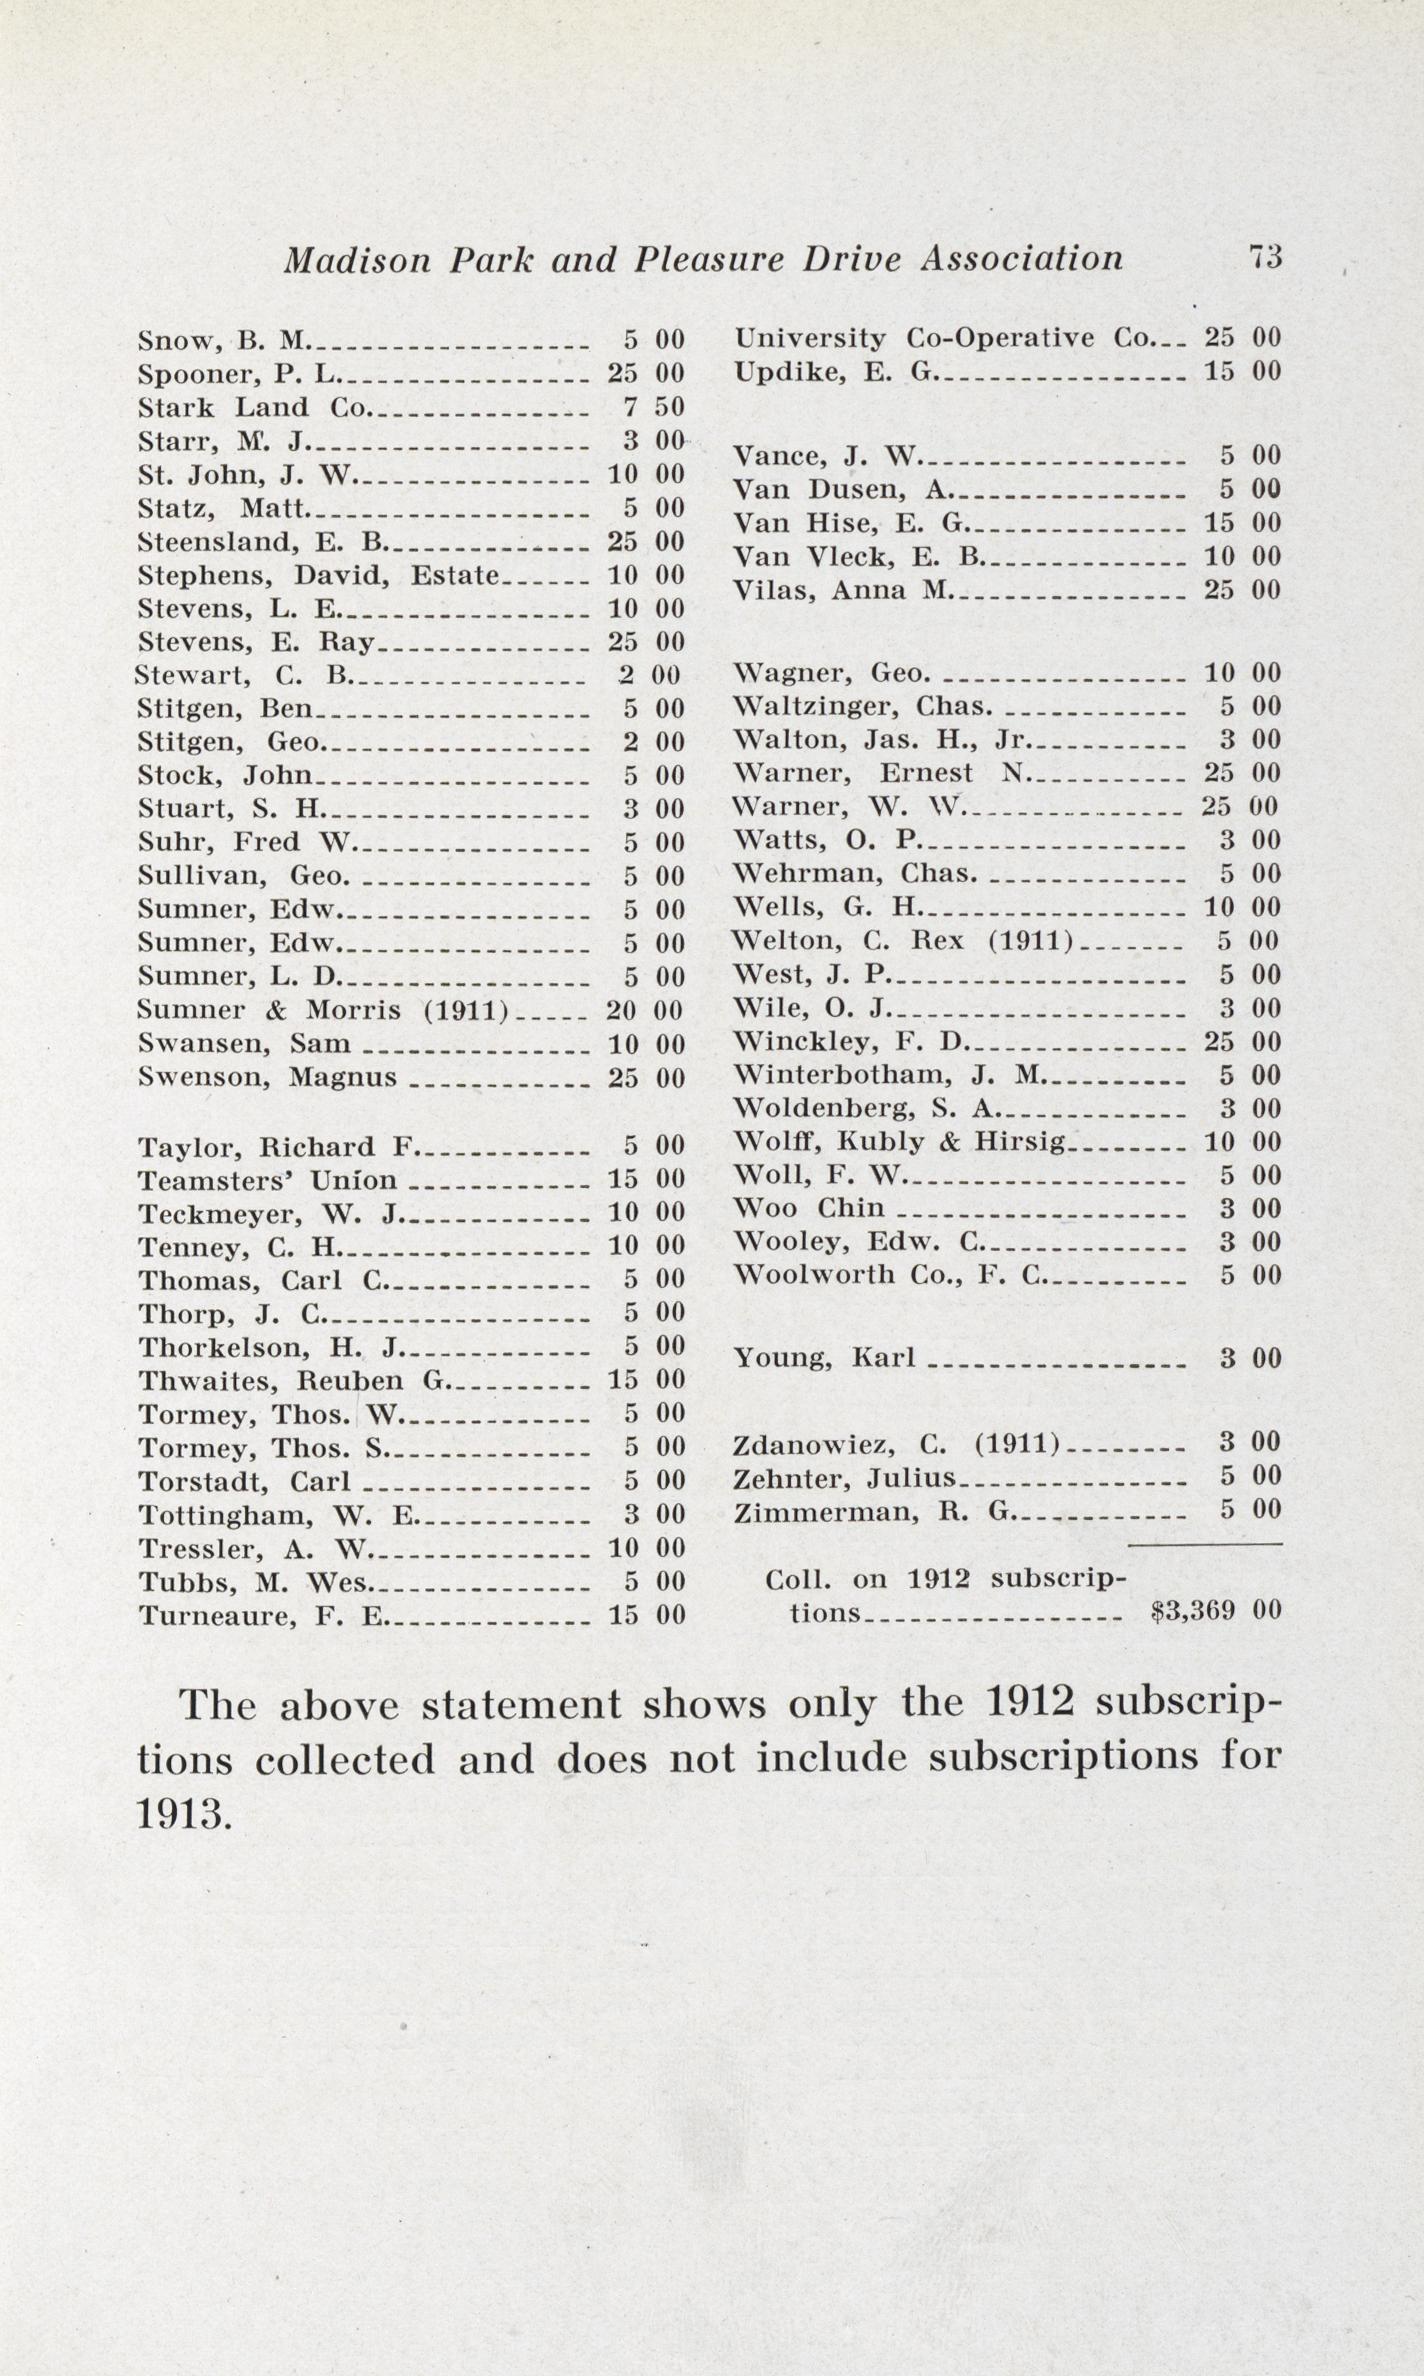 Madison Park and Pleasure Drive Association 73
Snow, B. M. 5 00
Spooner, P. L. 25 00
Stark Land Co. 7 50
Starr, M. J. 3 00
St. John, J. W. 10 00
Statz, Matt. 5 00
Steensland, E. B. 25 00
Stephens, David, Estate 10 00
Stevens, L. E. 10 00
Stevens, E. Ray 25 00
Stewart, C. B. 2 00
Stitgen, Ben 5 00
Stitgen, Geo. 2 00
Stock, John 5 00
Stuart, S. H. 3 00
Suhr, Fred W. 5 00
Sullivan, Geo. 5 00
Sumner, Edw. 5 00
Sumner, Edw. 5 00
Sumner, L. D. 5 00
Sumner & Morris (1911) 20 00
Swansen, Sam 10 00
Swenson, Magnus 25 00
Taylor, Richard F. 5 00
Teamsters' Union 15 00
Teckmeyer, W. J. 10 00
Tenney, C. H. 10 00
Thomas, Carl C. 5 00
Thorp, J. C. 5 00
Thorkelson, H. J. 5 00
Thwaites, Reuben G. 15 00
Tormey, Thos. W. 5 00
Tormey, Thos. S. 5 00
Torstadt, Carl 5 00
Tottingham, W. E. 3 00
Tressler, A. W. 10 00
Tubbs, M. Wes. 5 00
Turneaure, F. E. 15 00
University Co-Operative Co. 25 00
Updike, E. G. 15 00
Vance, J. W. 5 00
Van Dusen, A. 5 00
Van Hise, E. G. 15 00
Van Vleck, E. B. 10 00
Vilas, Anna M. 25 00
Wagner, Geo. 10 00
Waltzinger, Chas. 5 00
Walton, Jas. H., Jr. 3 00
Warner, Ernest N. 25 00
Warner, W. W. 25 00
Watts, O. P. 3 00
Wehrman, Chas. 5 00
Wells, G. H. 10 00
Welton, C. Rex (1911) 5 00
West, J. P. 5 00
Wile, O. J. 3 00
Winckley, F. D. 25 00
Winterbotham, J. M. 5 00
Woldenberg, S. A. 3 00
Wolff, Kubly & Hirsig 10 00
Woll, F. W. 5 00
Woo Chin 3 00
Wooley, Edw. C. 3 00
Woolworth Co., F. C. 5 00
Young, Karl 3 00
Zdanowiez, C. (1911) 3 00
Zehnter, Julius 5 00
Zimmerman, R. G. 5 00
Coll. on 1912 subscrip-
tions $3,369 00
The above statement shows only the 1912 subscrip-
tions collected and does not include subscriptions for
1913.